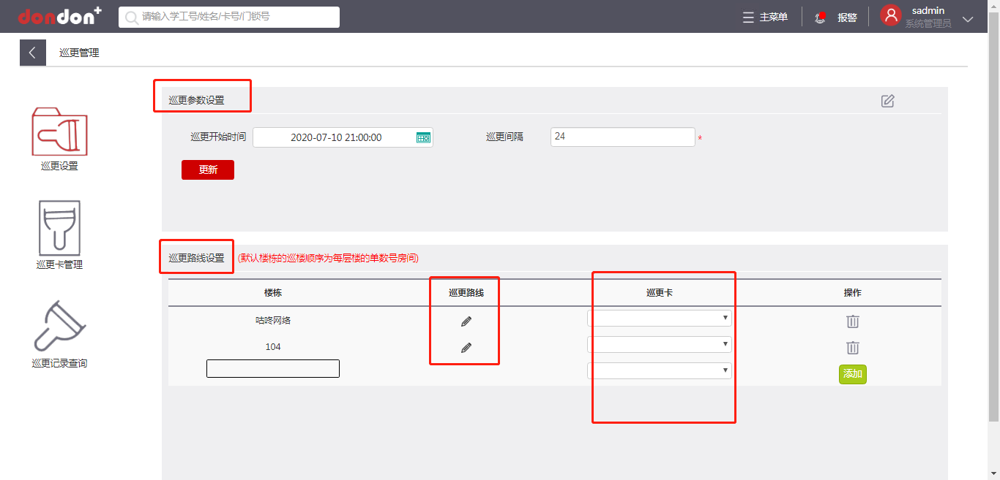 dondon+ 请输入学工号/姓名/卡号/门锁号 主菜单 报警 sadmin
系统管理员
巡更管理
巡更参数设置
巡更开始时间 2020-07-10 21:00:00 巡更间隔 24 *
巡更设置
更新
巡更卡管理
巡更路线设置 (默认楼栋的巡楼顺序为每层楼的单数号房间)
楼栋 巡更路线 巡更卡 操作
咕咚网络
104
巡更记录查询
添加